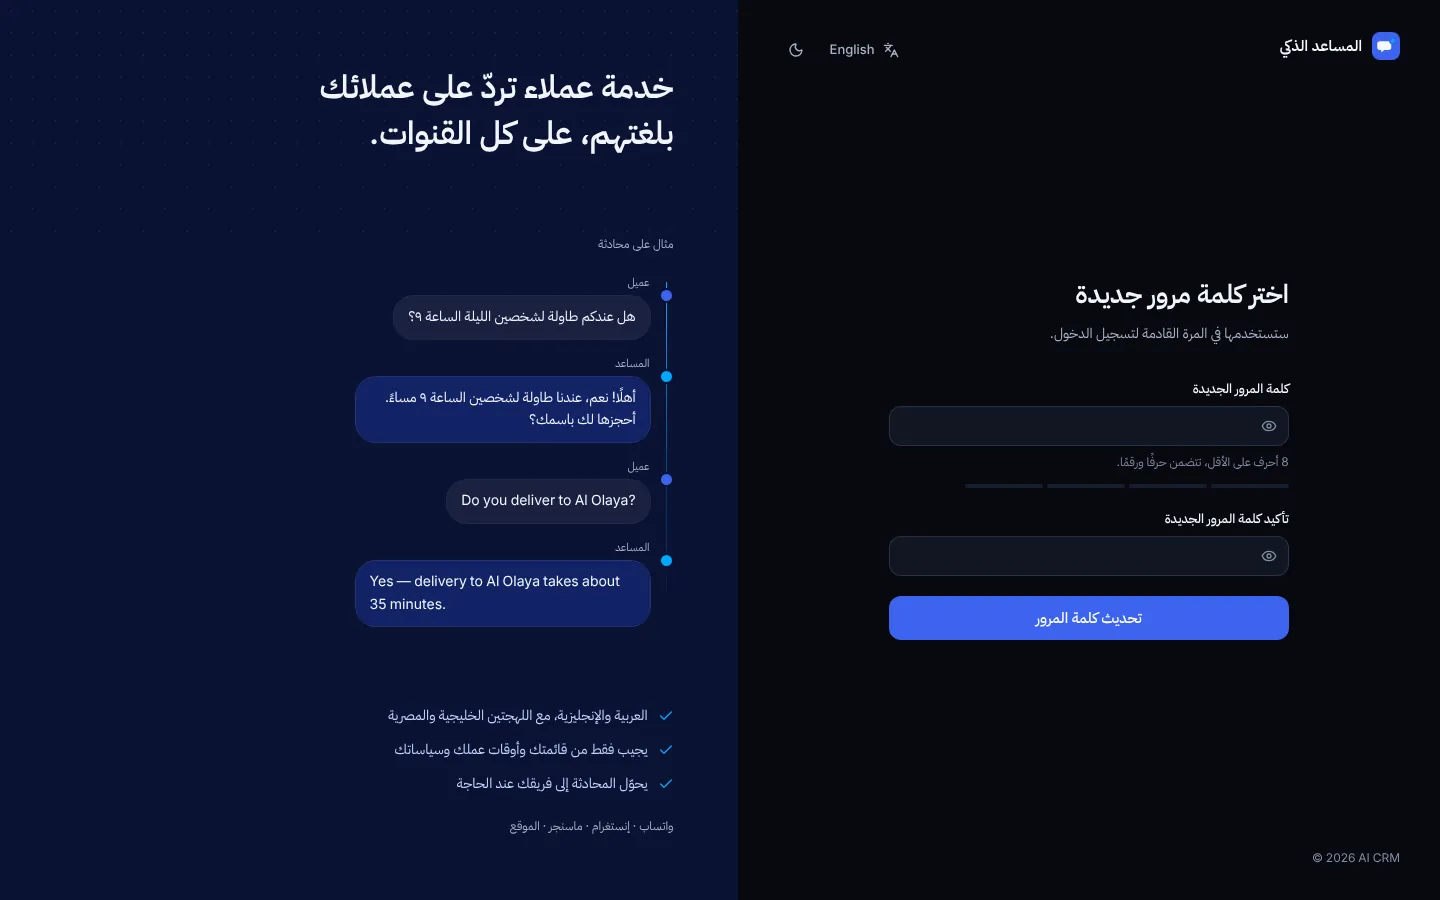 المساعد الذكي
English
اختر كلمة مرور جديدة
ستستخدمها في المرة القادمة لتسجيل الدخول.
كلمة المرور الجديدة
8 أحرف على الأقل، تتضمن حرفًا ورقمًا.
تأكيد كلمة المرور الجديدة
تحديث كلمة المرور
© 2026 AI CRM
خدمة عملاء تردّ على عملائك
بلغتهم، على كل القنوات.
مثال على محادثة
عميل
هل عندكم طاولة لشخصين الليلة الساعة ٩؟
المساعد
أهلًا! نعم، عندنا طاولة لشخصين الساعة ٩ مساءً.
أحجزها لك باسمك؟
عميل
Do you deliver to Al Olaya?
المساعد
Yes — delivery to Al Olaya takes about
35 minutes.
العربية والإنجليزية، مع اللهجتين الخليجية والمصرية
يجيب فقط من قائمتك وأوقات عملك وسياساتك
يحوّل المحادثة إلى فريقك عند الحاجة
واتساب · إنستغرام · ماسنجر · الموقع